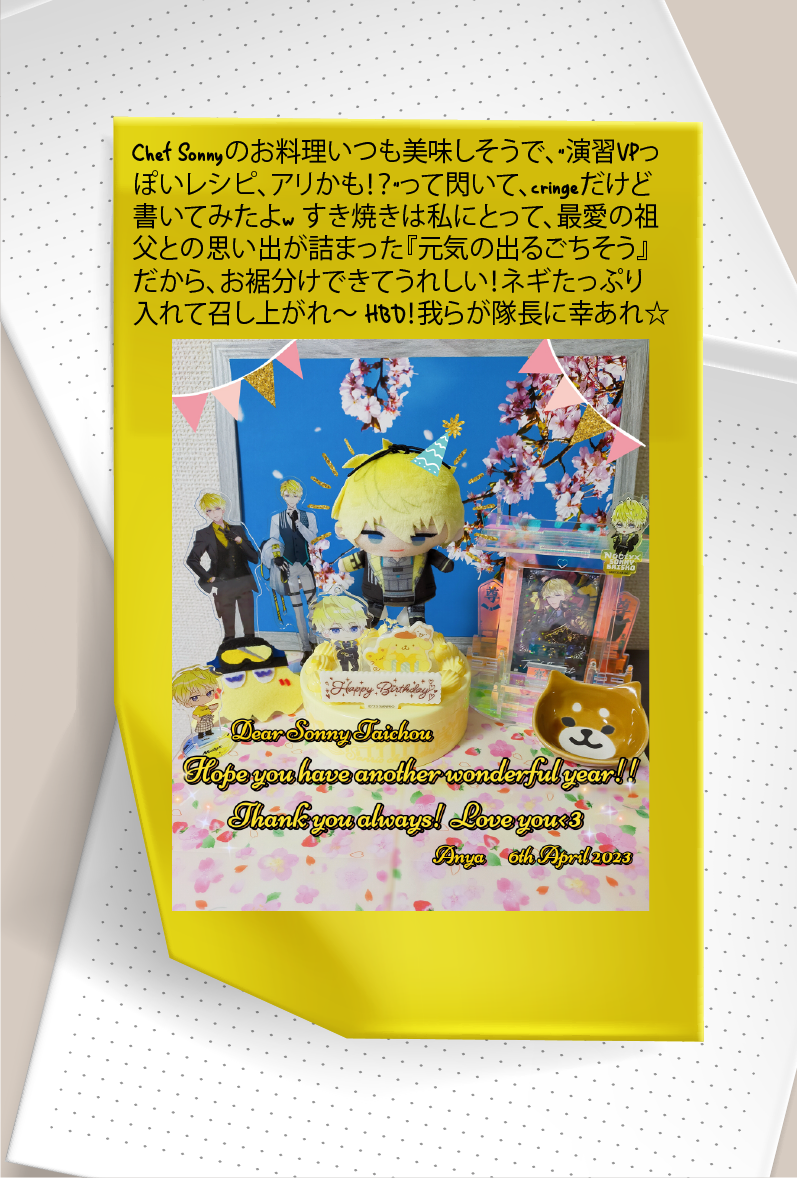 Chef Sonnyのお料理いつも美味しそうで、"演習VPっ
ぽいレシピ、アリかも！？"って閃いて、cringeだけど
書いてみたよw すき焼きは私にとって、最愛の祖
父との思い出が詰まった『元気の出るごちそう』
だから、お裾分けできてうれしい！ネギたっぷり
入れて召し上がれ～ HBD！我らが隊長に幸あれ☆
Noctyx
SONNY
BRISKO
Happy Birthday
Dear Sonny Taichou
Hope you have another wonderful year!!
Thank you always! Love you<3
Anya 6th April 2023